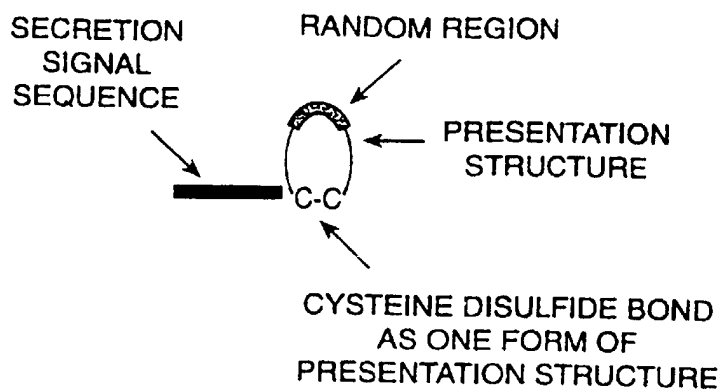 SECRETION
SIGNAL
SEQUENCE
RANDOM REGION
PRESENTATION
STRUCTURE
C-C
CYSTEINE DISULFIDE BOND
AS ONE FORM OF
PRESENTATION STRUCTURE